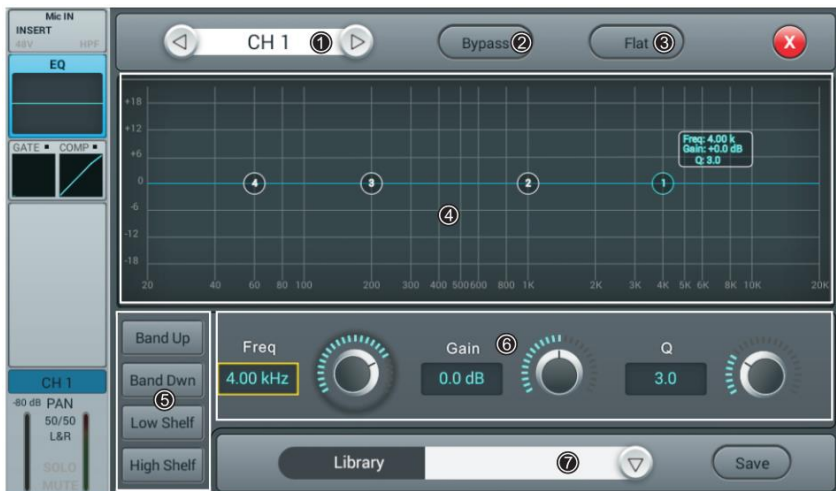 Mic IN
INSERT
48V HPF
EQ
GATE COMP
CH 1
-80 dB PAN
50/50
L&R
SOLO
MUTE
CH 1 ①
Bypass ②
Flat ③
X
+18
+12
+6
0
-6
-12
-18
Freq: 4.00 k
Gain: +0.0 dB
Q: 3.0
4 3 2 1
④
20 40 60 80 100 200 300 400 500 600 800 1K 2K 3K 4K 5K 6K 8K 10K 20K
Band Up
Band Dwn
⑤
Low Shelf
High Shelf
Freq
4.00 kHz
Gain ⑥
0.0 dB
Q
3.0
Library ⑦
Save